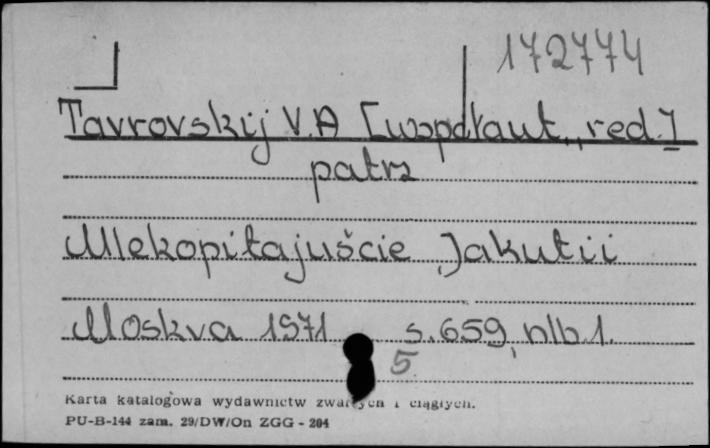 172774
Tavrovskij V.A [współaut., red.]
patrz
Mlekopitajušcie Jakutii
Moskva 1971 s. 659, nlb 1.
5
Karta katalogowa wydawnictw zwartych i ciągłych.
PU-B-144 zam. 29/DW/On ZGG - 204